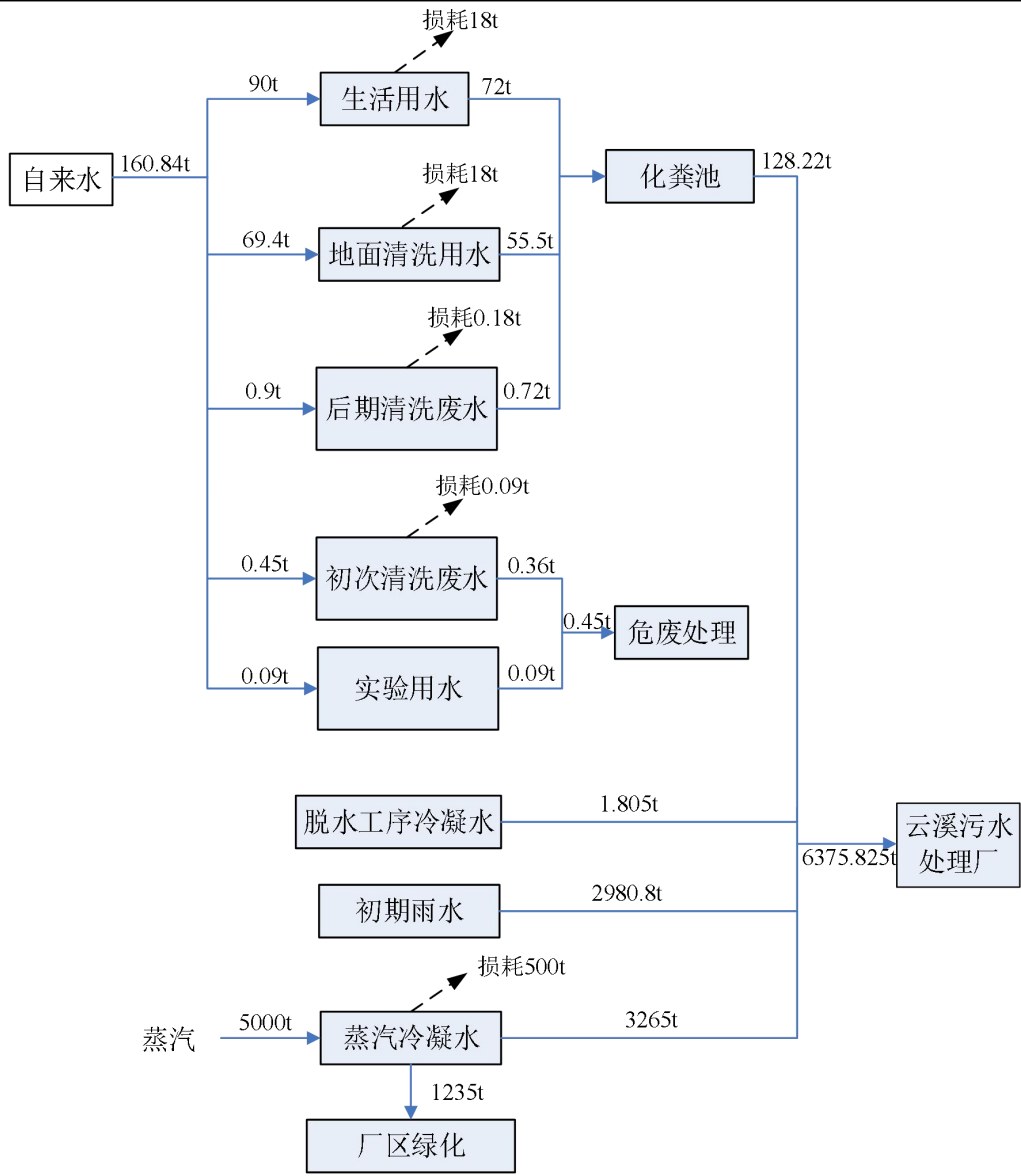 损耗18t
90t
生活用水
72t
自来水
160.84t
化粪池
128.22t
损耗18t
69.4t
地面清洗用水
55.5t
损耗0.18t
0.9t
后期清洗废水
0.72t
损耗0.09t
0.45t
初次清洗废水
0.36t
0.45t
危废处理
0.09t
实验用水
0.09t
脱水工序冷凝水
1.805t
云溪污水
处理厂
6375.825t
初期雨水
2980.8t
损耗500t
蒸汽
5000t
蒸汽冷凝水
3265t
1235t
厂区绿化